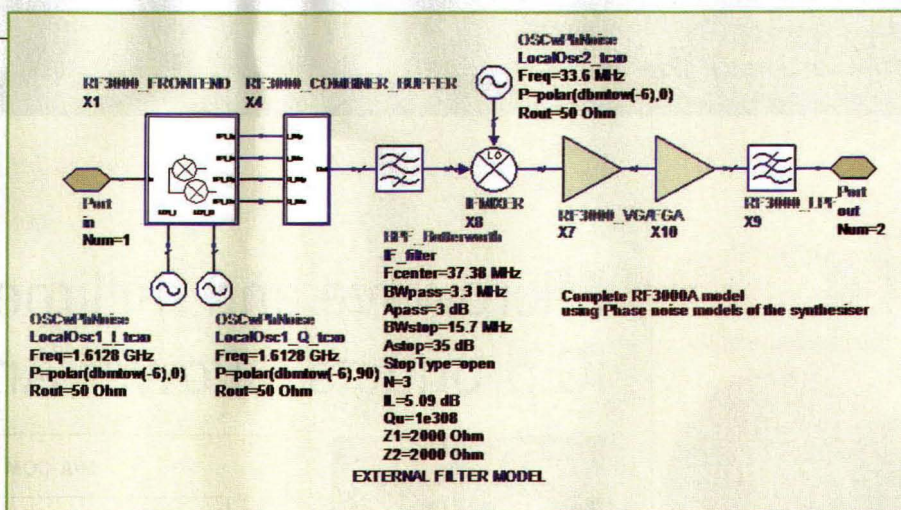 OSCwPhNoise
LocalOsc2_tcxo
Freq=33.6 MHz
P=polar(dbmtow(-6),0)
Rout=50 Ohm
RF3000_FRONTEND
X1
RF3000_COMBINER_BUFFER
X4
LO
Port
in
Num=1
IFMIXER
X8
RF3000_VGA
X7
X10
RF3000_LPF
X9
Port
out
Num=2
OSCwPhNoise
LocalOsc1_I_tcxo
Freq=1.6128 GHz
P=polar(dbmtow(-6),0)
Rout=50 Ohm
OSCwPhNoise
LocalOsc1_Q_tcxo
Freq=1.6128 GHz
P=polar(dbmtow(-6),90)
Rout=50 Ohm
BPF_Butterworth
IF_filter
Fcenter=37.38 MHz
BWpass=3.3 MHz
Apass=3 dB
BWstop=15.7 MHz
Astop=35 dB
StopType=open
N=3
IL=5.09 dB
Qu=1e308
Z1=2000 Ohm
Z2=2000 Ohm
EXTERNAL FILTER MODEL
Complete RF3000A model
using Phase noise models of the synthesiser